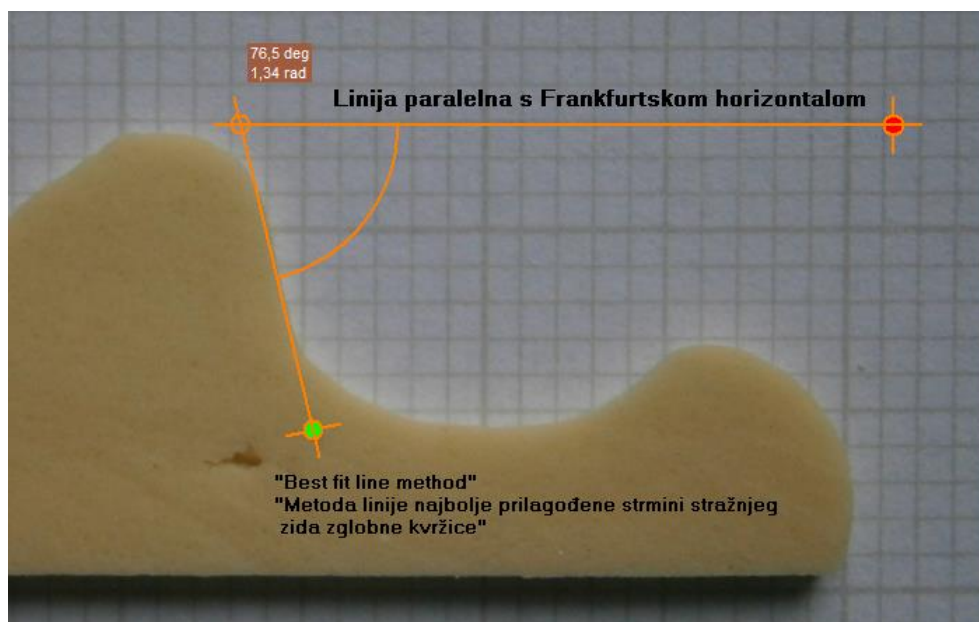 76,5 deg
1,34 rad
Linija paralelna s Frankfurtskom horizontalom
"Best fit line method"
"Metoda linije najbolje prilagođene strmini stražnjeg
zida zglobne kvržice"